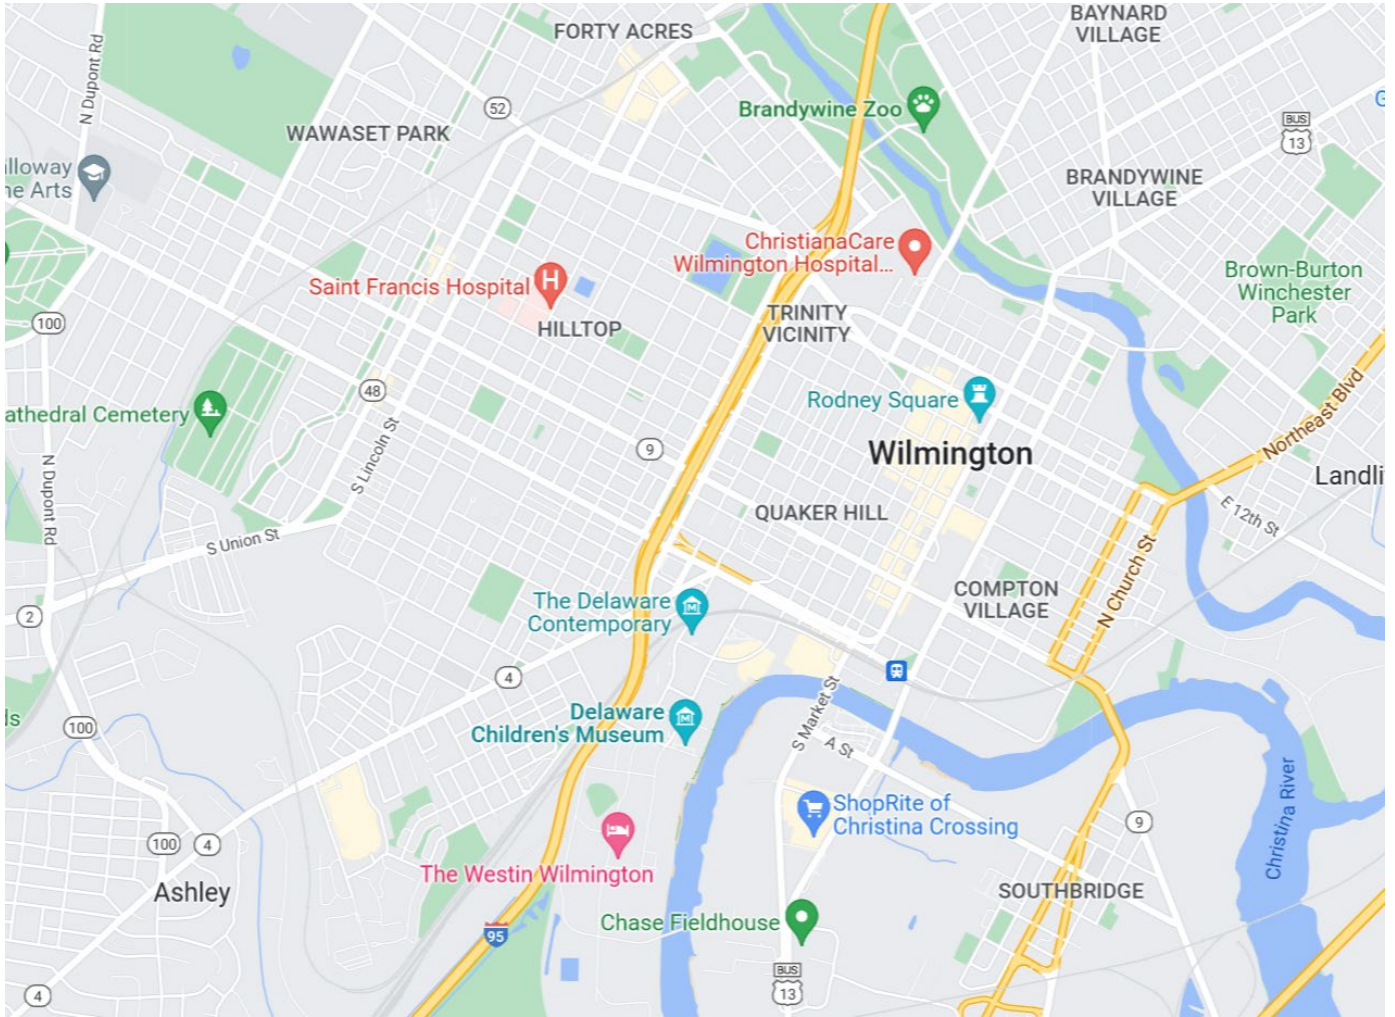 FORTY ACRES
BAYNARD
VILLAGE
N Dupont Rd
52
Brandywine Zoo
G
BUS
13
WAWASET PARK
lloway
ne Arts
BRANDYWINE
VILLAGE
ChristianaCare
Wilmington Hospital...
Saint Francis Hospital
H
HILLTOP
TRINITY
VICINITY
Brown-Burton
Winchester
Park
100
48
Rodney Square
athedral Cemetery
S Lincoln St
9
Wilmington
Northeast Blvd
N Dupont Rd
Landli
QUAKER HILL
E 12th St
S Union St
The Delaware
Contemporary
M
COMPTON
VILLAGE
N Church St
2
4
Delaware
Children's Museum
M
S Market St
A St
ds
100
ShopRite of
Christina Crossing
Christina River
9
100
4
The Westin Wilmington
Ashley
SOUTHBRIDGE
Chase Fieldhouse
95
BUS
13
4